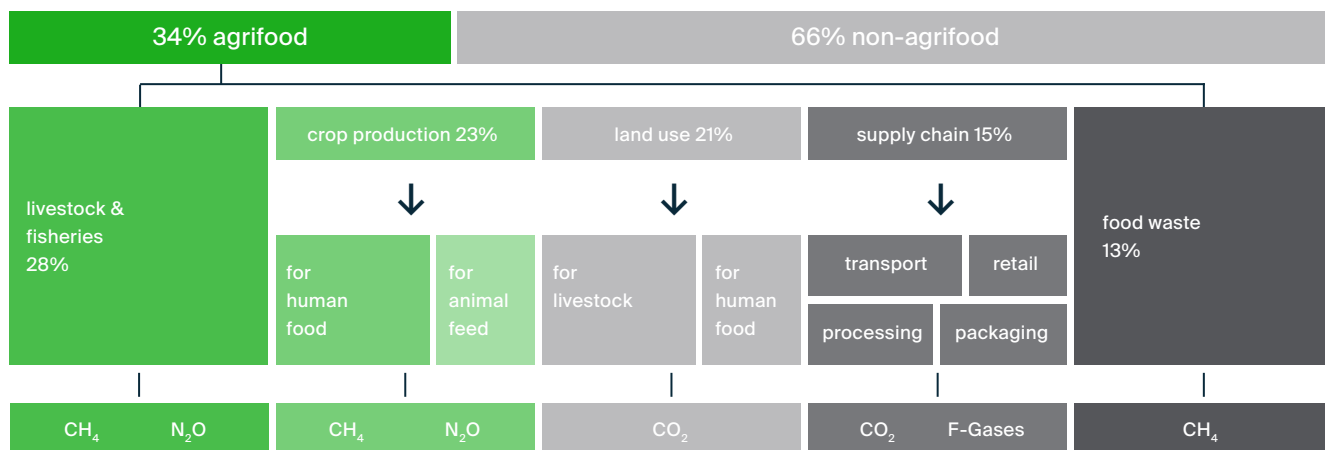 34% agrifood
66% non-agrifood
livestock &
fisheries
28%
crop production 23%
for
human
food
for
animal
feed
land use 21%
for
livestock
for
human
food
supply chain 15%
transport
retail
processing
packaging
food waste
13%
CH₄ N₂O
CH₄ N₂O
CO₂
CO₂ F-Gases
CH₄